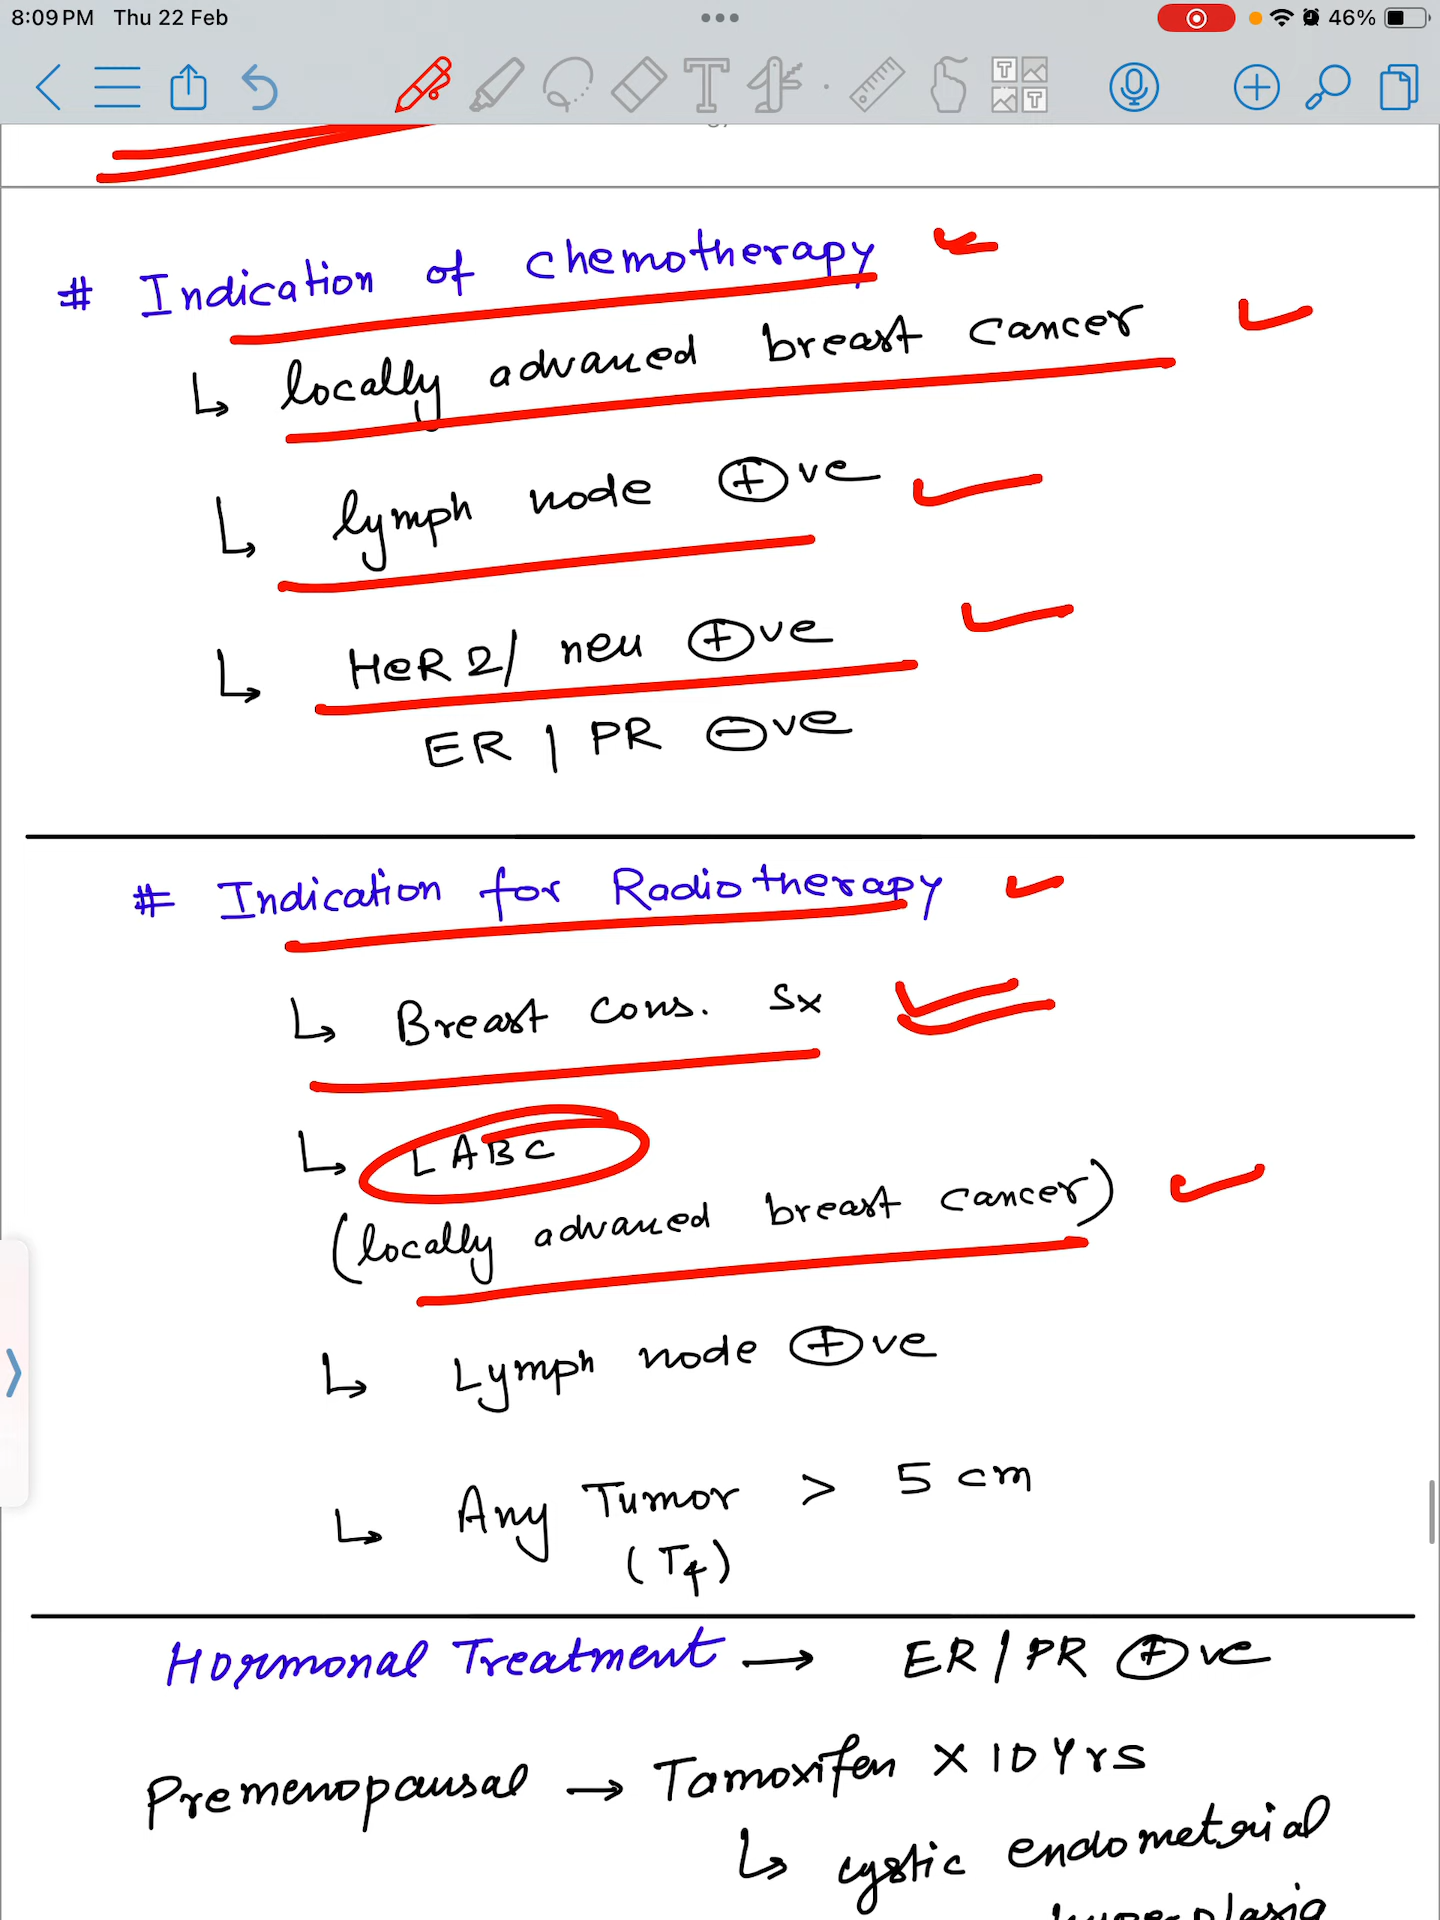 8:09 PM Thu 22 Feb
46%
# Indication of chemotherapy
↳ locally advanced breast cancer
↳ lymph node ⊕ve
↳ HeR2/ neu ⊕ve
ER | PR ⊖ve
# Indication for Radiotherapy
↳ Breast cons. Sx
↳ LABC
(locally advanced breast cancer)
↳ Lymph node ⊕ve
↳ Any Tumor > 5 cm
(T4)
Hormonal Treatment → ER | PR ⊕ve
Premenopausal → Tamoxifen × 10 Yrs
↳ cystic endometrial
hyperplasia